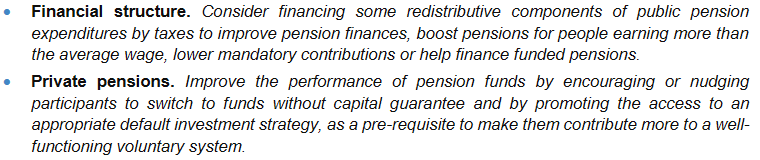 • Financial structure. Consider financing some redistributive components of public pension
expenditures by taxes to improve pension finances, boost pensions for people earning more than
the average wage, lower mandatory contributions or help finance funded pensions.
• Private pensions. Improve the performance of pension funds by encouraging or nudging
participants to switch to funds without capital guarantee and by promoting the access to an
appropriate default investment strategy, as a pre-requisite to make them contribute more to a well-
functioning voluntary system.